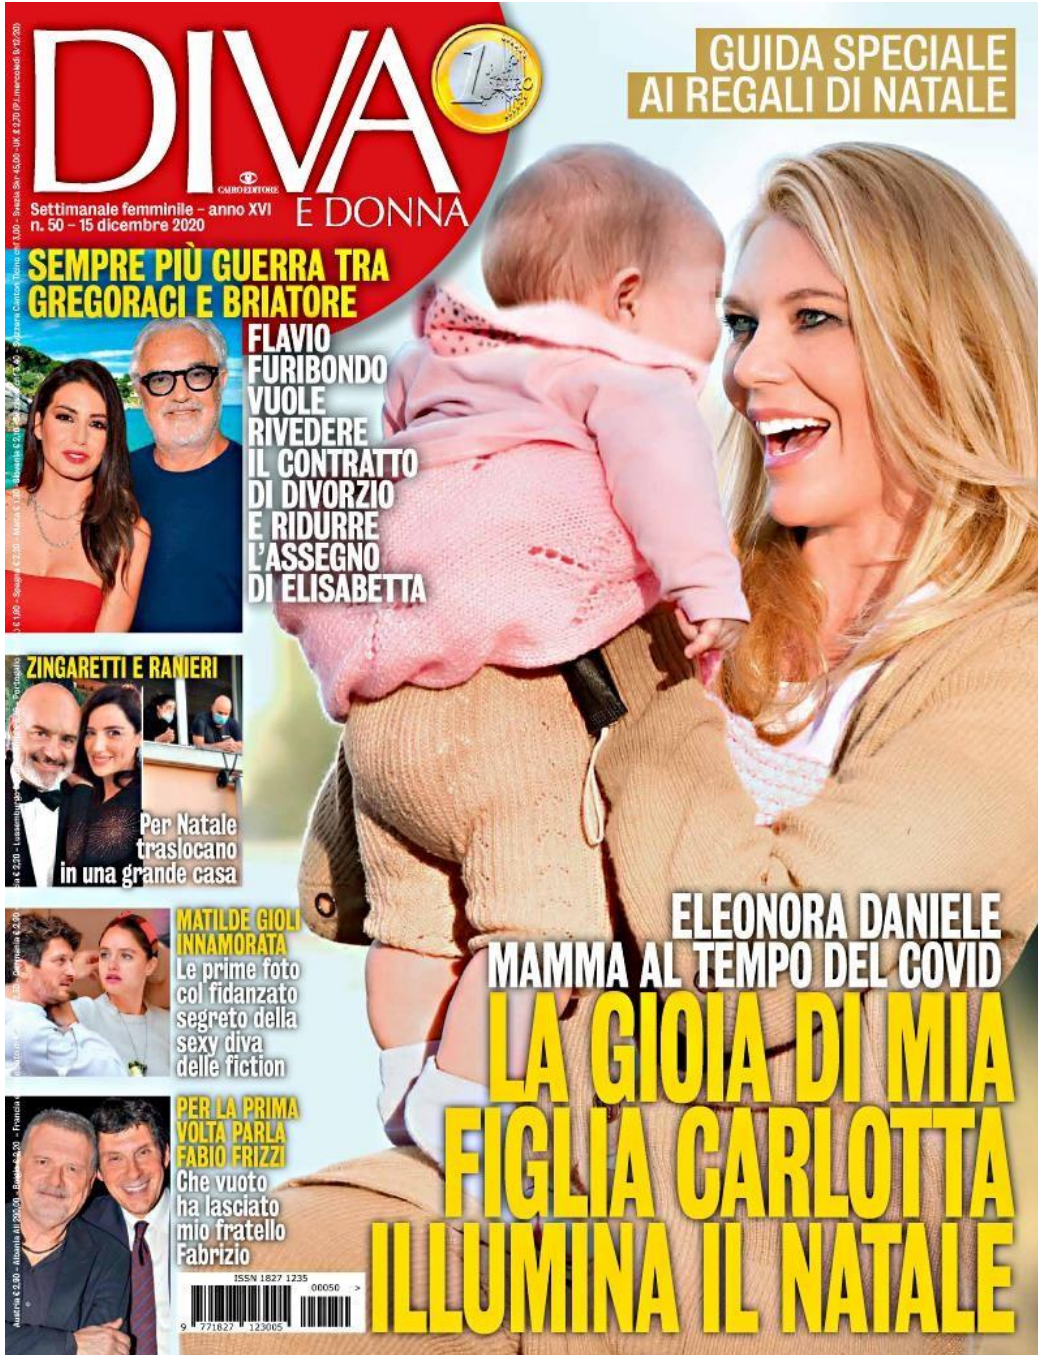 DIVA
E DONNA
1
EURO
CAIRO EDITORE
Settimanale femminile – anno XVI
n. 50 – 15 dicembre 2020
GUIDA SPECIALE
AI REGALI DI NATALE
SEMPRE PIÙ GUERRA TRA
GREGORACI E BRIATORE
FLAVIO
FURIBONDO
VUOLE
RIVEDERE
IL CONTRATTO
DI DIVORZIO
E RIDURRE
L'ASSEGNO
DI ELISABETTA
ZINGARETTI E RANIERI
Per Natale
traslocano
in una grande casa
MATILDE GIOLI
INNAMORATA
Le prime foto
col fidanzato
segreto della
sexy diva
delle fiction
PER LA PRIMA
VOLTA PARLA
FABIO FRIZZI
Che vuoto
ha lasciato
mio fratello
Fabrizio
ELEONORA DANIELE
MAMMA AL TEMPO DEL COVID
LA GIOIA DI MIA
FIGLIA CARLOTTA
ILLUMINA IL NATALE
ISSN 1827 1235
00050 >
9 771827 123005